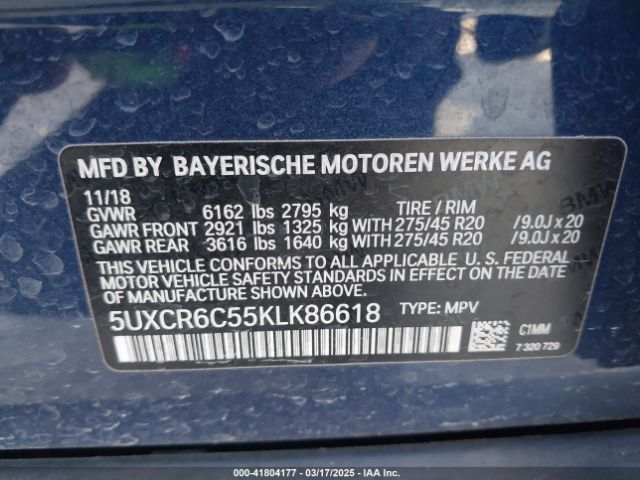 MFD BY BAYERISCHE MOTOREN WERKE AG
11/18
GVWR 6162 lbs 2795 kg TIRE / RIM
GAWR FRONT 2921 lbs 1325 kg WITH 275/45 R20 /9.0J x 20
GAWR REAR 3616 lbs 1640 kg WITH 275/45 R20 /9.0J x 20
THIS VEHICLE CONFORMS TO ALL APPLICABLE U. S. FEDERAL
MOTOR VEHICLE SAFETY STANDARDS IN EFFECT ON THE
DATE OF MANUFACTURE SHOWN ABOVE.
5UXCR6C55KLK86618 TYPE: MPV
C1MM
7 320 729
BMW
000-41804177 - 03/17/2025 - IAA Inc.